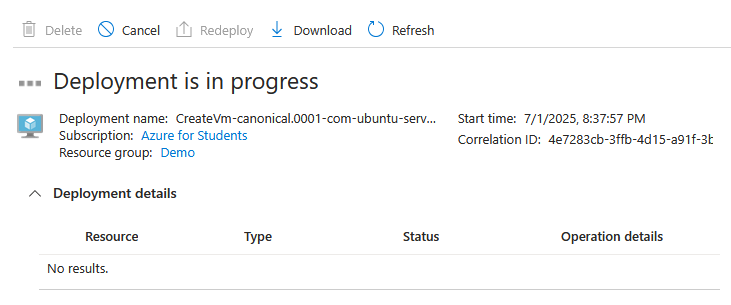 Delete Cancel Redeploy Download Refresh
Deployment is in progress
Deployment name: CreateVm-canonical.0001-com-ubuntu-serv... Start time: 7/1/2025, 8:37:57 PM
Subscription: Azure for Students Correlation ID: 4e7283cb-3ffb-4d15-a91f-3b
Resource group: Demo
Deployment details
Resource Type Status Operation details
No results.